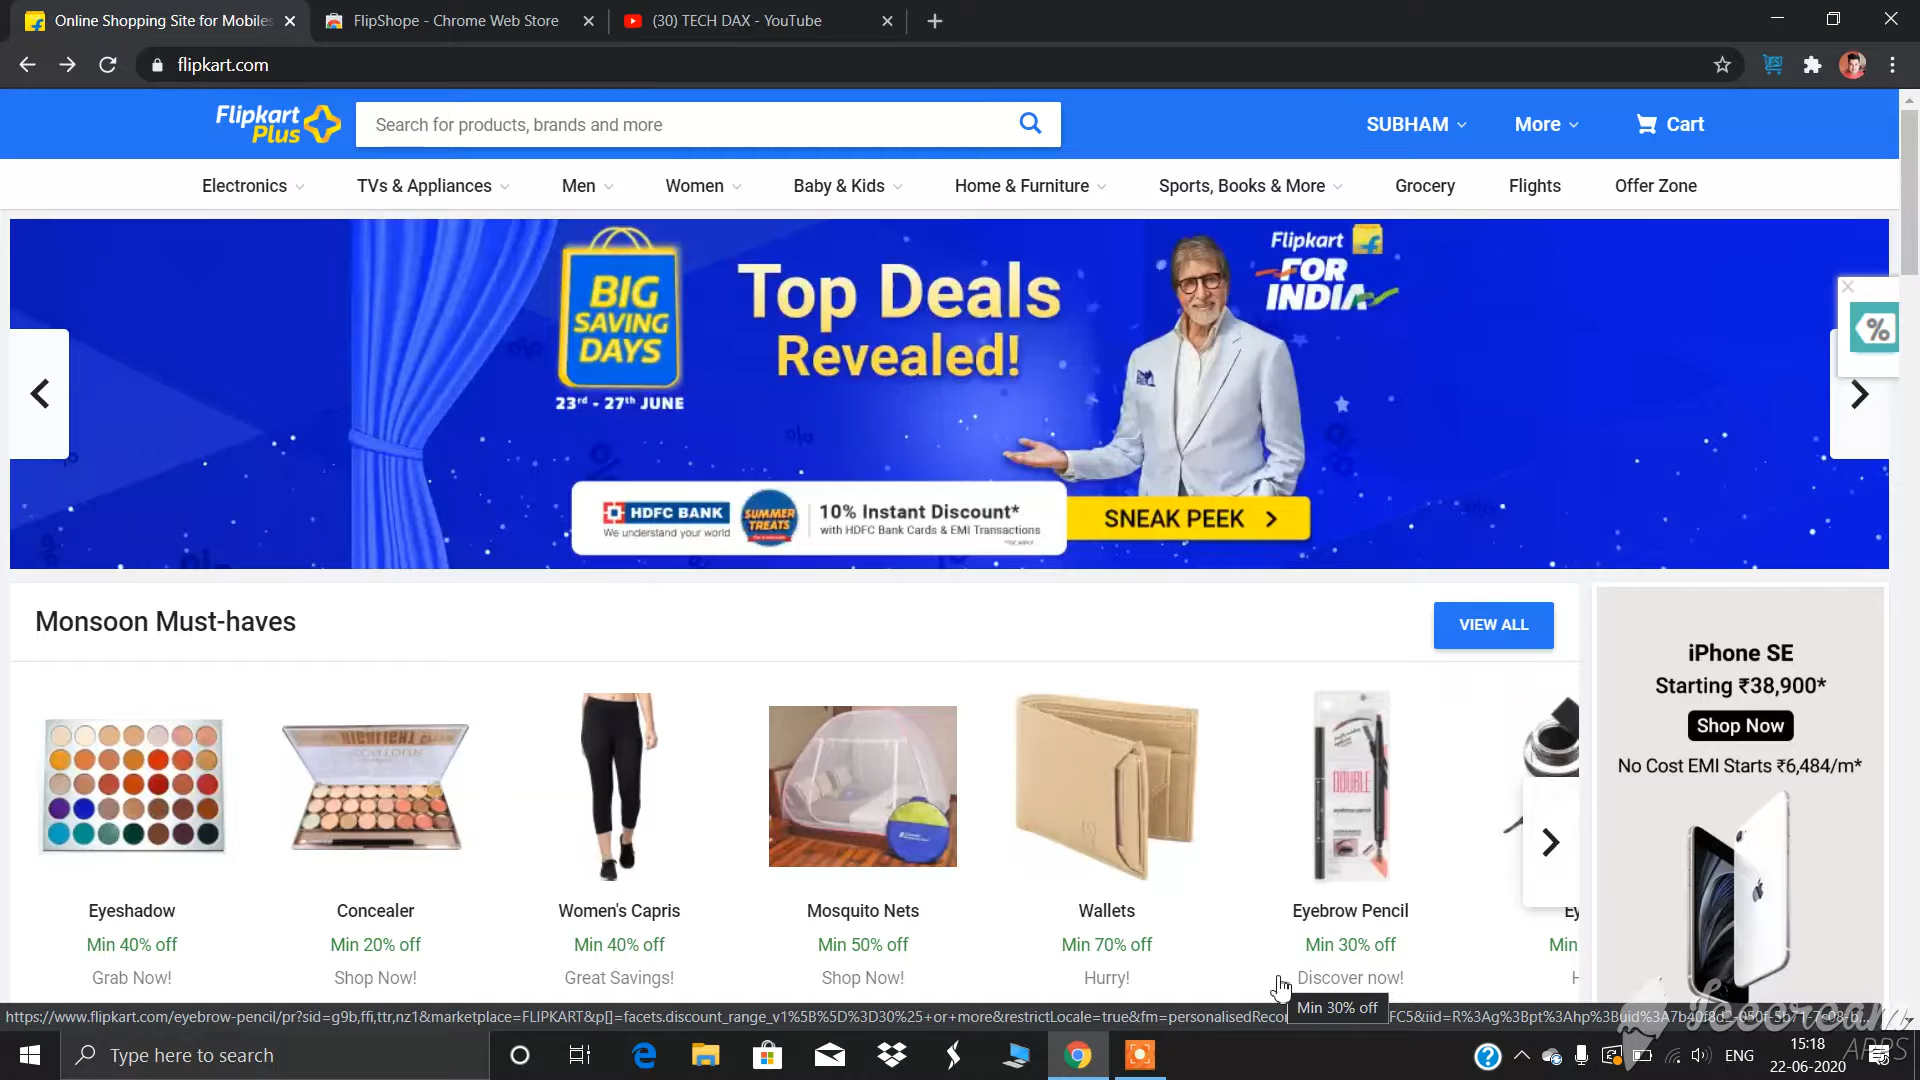 Online Shopping Site for Mobiles
FlipShope - Chrome Web Store
(30) TECH DAX - YouTube
flipkart.com
Flipkart
Plus
Search for products, brands and more
SUBHAM
More
Cart
Electronics
TVs & Appliances
Men
Women
Baby & Kids
Home & Furniture
Sports, Books & More
Grocery
Flights
Offer Zone
BIG
SAVING
DAYS
23rd - 27th JUNE
Top Deals
Revealed!
Flipkart
FOR
INDIA
%
HDFC BANK
We understand your world
SUMMER
TREATS
10% Instant Discount*
with HDFC Bank Cards & EMI Transactions
SNEAK PEEK
Monsoon Must-haves
VIEW ALL
Eyeshadow
Min 40% off
Grab Now!
Concealer
Min 20% off
Shop Now!
Women's Capris
Min 40% off
Great Savings!
Mosquito Nets
Min 50% off
Shop Now!
Wallets
Min 70% off
Hurry!
DOUBLE
eyebrow pencil
Eyebrow Pencil
Min 30% off
Discover now!
Ey
Min
H
Min 30% off
iPhone SE
Starting ₹38,900*
Shop Now
No Cost EMI Starts ₹6,484/m*
Icecream
APPS
Type here to search
ENG
15:18
22-06-2020